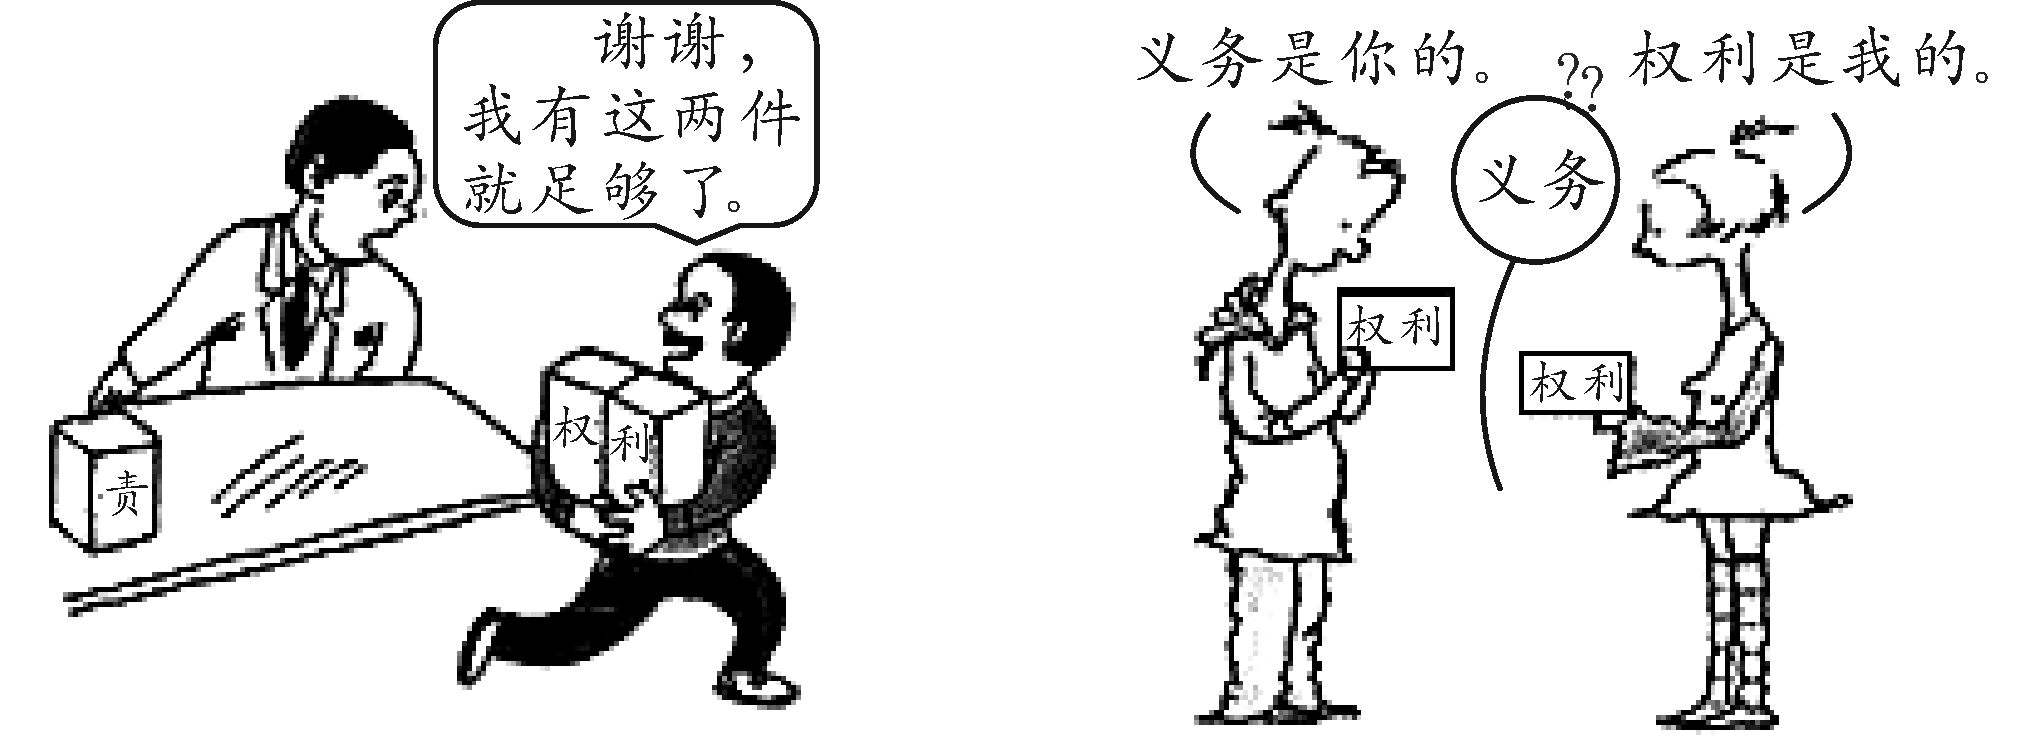 谢谢，
我有这两件
就足够了。
权 利
责
义务是你的。
??
权利是我的。
义务
权利
权利